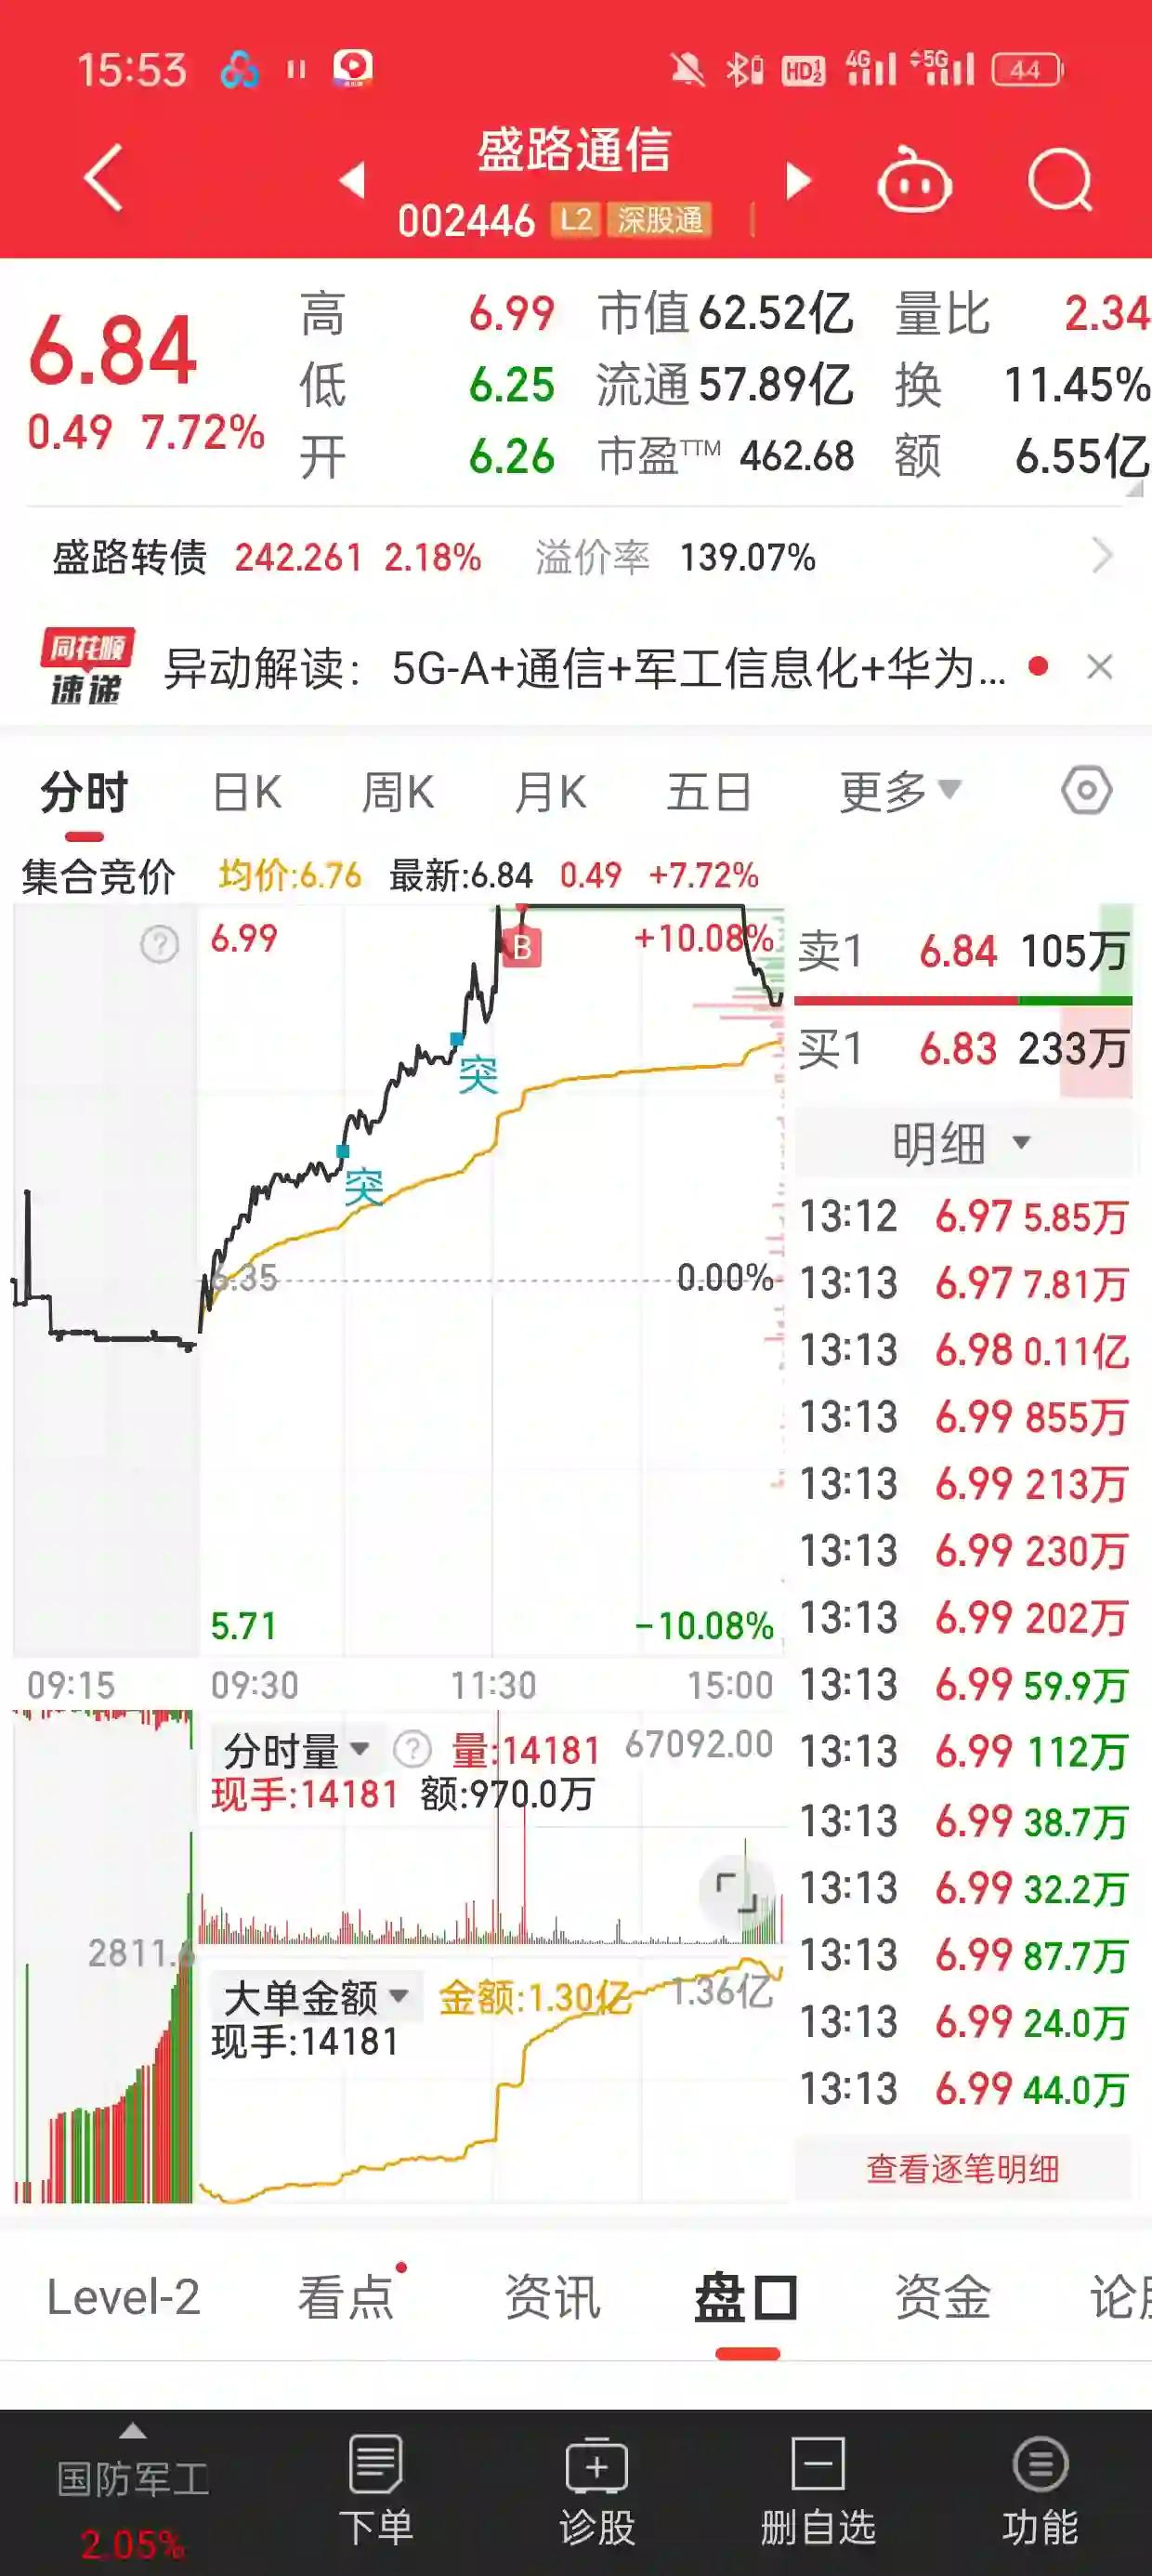 15:53 HD 1 2 4G 5G 44
盛路通信
002446 L2 深股通
6.84 高 6.99 市值 62.52亿 量比 2.34
低 6.25 流通 57.89亿 换 11.45%
0.49 7.72%
开 6.26 市盈TTM 462.68 额 6.55亿
盛路转债 242.261 2.18% 溢价率 139.07%
同花顺
速递
异动解读：5G-A+通信+军工信息化+华为...
分时 日K 周K 月K 五日 更多
集合竞价 均价:6.76 最新:6.84 0.49 +7.72%
? 6.99 B +10.08%
卖1 6.84 105万
买1 6.83 233万
突
突
明细
6.35 0.00%
13:12 6.97 5.85万
13:13 6.97 7.81万
13:13 6.98 0.11亿
13:13 6.99 855万
13:13 6.99 213万
13:13 6.99 230万
13:13 6.99 202万
13:13 6.99 59.9万
13:13 6.99 112万
13:13 6.99 38.7万
13:13 6.99 32.2万
13:13 6.99 87.7万
13:13 6.99 24.0万
13:13 6.99 44.0万
查看逐笔明细
5.71 -10.08%
09:15 09:30 11:30 15:00
分时量 ? 量:14181 67092.00
现手:14181 额:970.0万
2811.6
大单金额 金额:1.30亿 1.36亿
现手:14181
Level-2 看点 资讯 盘口 资金 论股
国防军工
2.05%
下单 诊股 删自选 功能